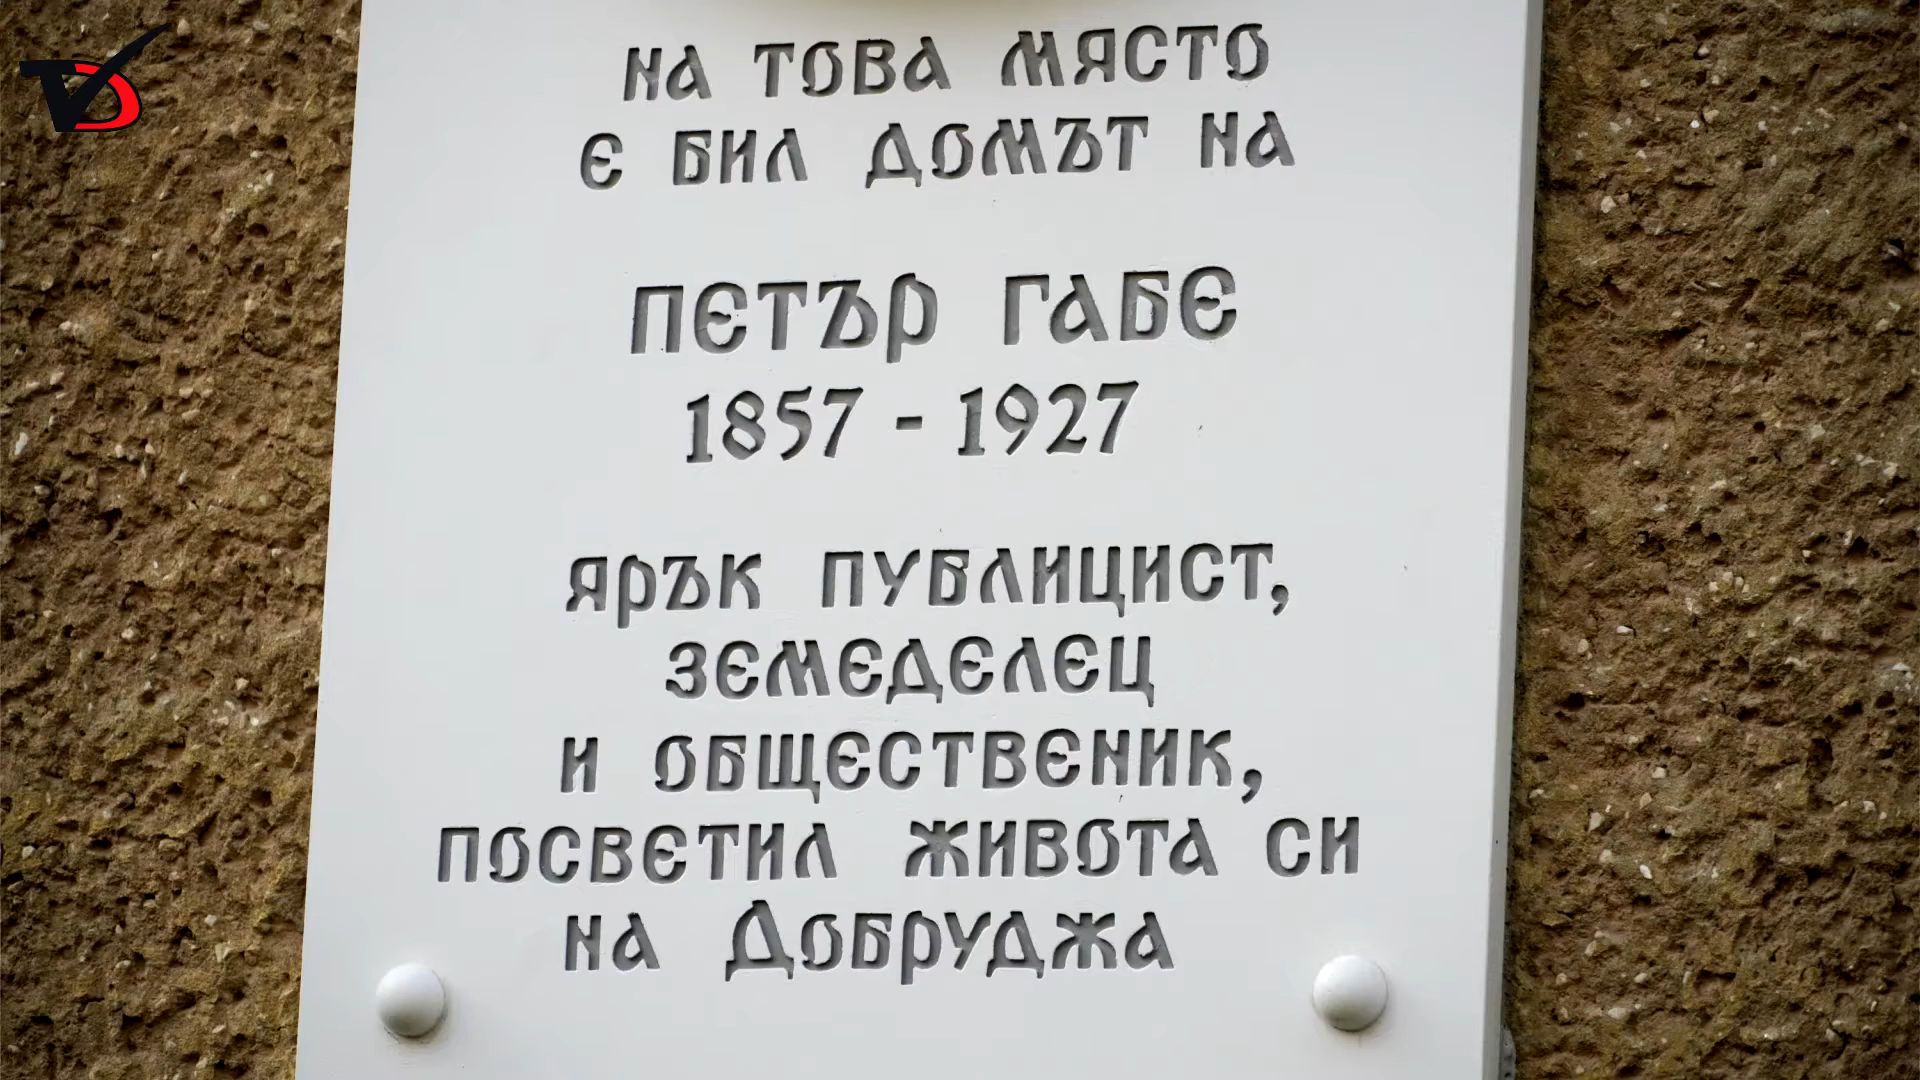 НА ТОВА МЯСТО
Е БИЛ ДОМЪТ НА
ПЕТЪР ГАБЕ
1857 - 1927
ЯРЪК ПУБЛИЦИСТ,
ЗЕМЕДЕЛЕЦ
И ОБЩЕСТВЕНИК,
ПОСВЕТИЛ ЖИВОТА СИ
НА ДОБРУДЖА